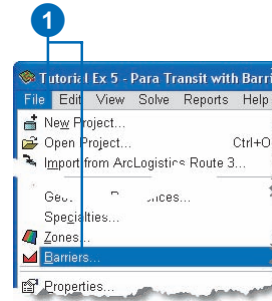 1
Tutorial Ex 5 - Para Transit with Barri
File Edit View Solve Reports Help
New Project...
Open Project... Ctrl+O
Import from ArcLogistics Route 3...
Specialties...
Zones...
Barriers...
Properties...